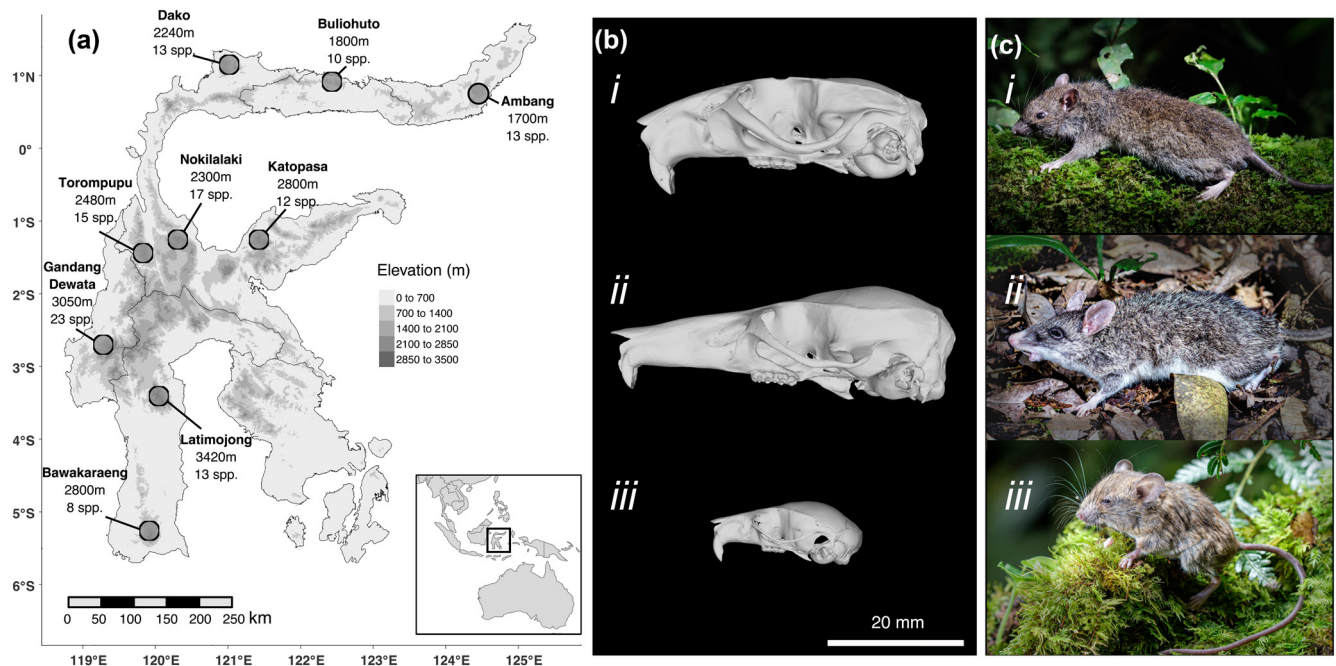 (a)
Dako
2240m
13 spp.
Buliohuto
1800m
10 spp.
Ambang
1700m
13 spp.
Nokilalaki
2300m
17 spp.
Katopasa
2800m
12 spp.
Torompupu
2480m
15 spp.
Gandang
Dewata
3050m
23 spp.
Latimojong
3420m
13 spp.
Bawakaraeng
2800m
8 spp.
Elevation (m)
0 to 700
700 to 1400
1400 to 2100
2100 to 2850
2850 to 3500
1°N
0°
1°S
2°S
3°S
4°S
5°S
6°S
0 50 100 150 200 250 km
119°E 120°E 121°E 122°E 123°E 124°E 125°E
(b)
i
ii
iii
20 mm
(c)
i
ii
iii